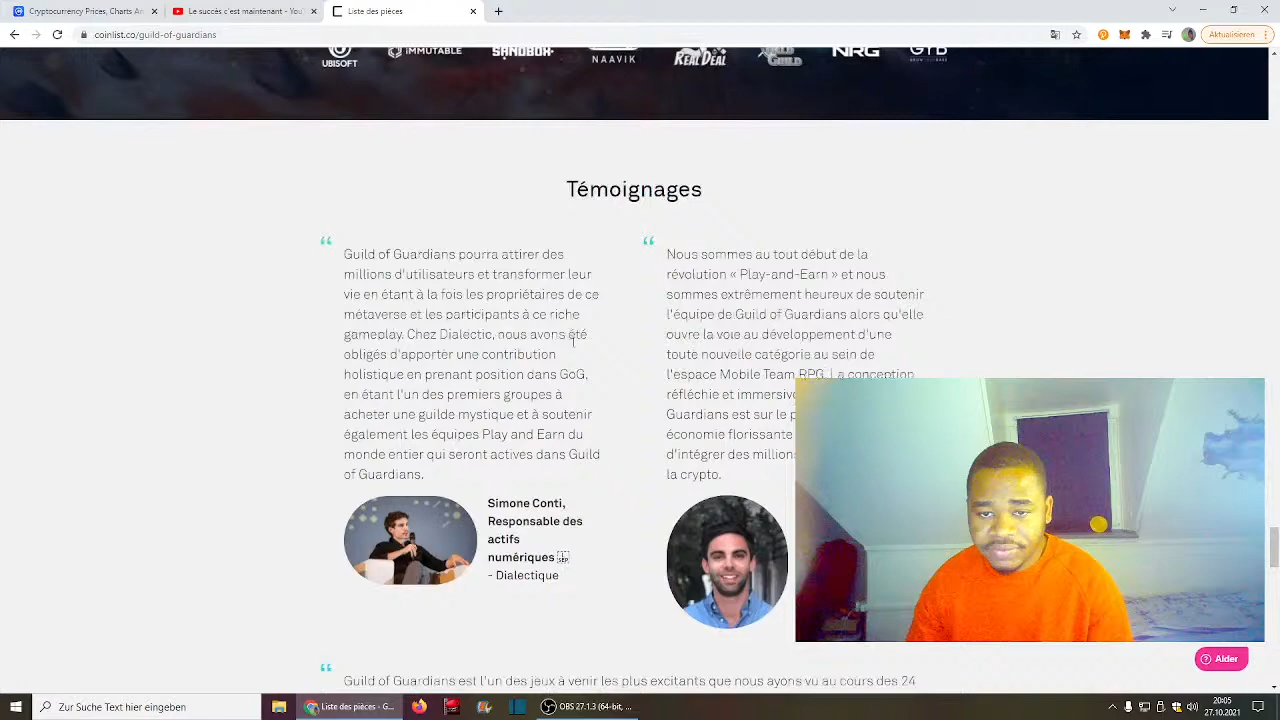 Cryptocurrency Prices, Charts An
Le succès c'est maintenant - You
Liste des pièces
coinlist.co/guild-of-guardians
Aktualisieren
UBISOFT
IMMUTABLE
SANDBOX
NAAVIK
REAL DEAL
GUILD
NRG
GYB
Témoignages
“
Guild of Guardians pourra attirer des
millions d'utilisateurs et transformer leur
vie en étant à la fois les propriétaires de ce
métaverse et les participants à ce riche
gameplay. Chez Dialectic, nous avons été
obligés d'apporter une contribution
holistique en prenant position dans GoG,
en étant l'un des premiers groupes à
acheter une guilde mystique et à soutenir
également les équipes Play and Earn du
monde entier qui seront actives dans Guild
of Guardians.
Simone Conti,
Responsable des
actifs
numériques
- Dialectique
“
Nous sommes au tout début de la
révolution « Play-and-Earn » et nous
sommes extrêmement heureux de soutenir
l'équipe de Guild of Guardians alors qu'elle
ouvre la voie au développement d'une
toute nouvelle catégorie au sein de
l'espace Mobile Team RPG. La conception
réfléchie et immersiv
Guardians est sur le p
économie florissante
d'intégrer des million
la crypto.
“
Guild of Guardians est l'un des jeux à venir les plus excitants que nous ayons vu au cours des 24
Aider
Zur Suche Text hier eingeben
Liste des pièces - G...
OBS 27.1.3 (64-bit, ...
20:05
27.10.2021